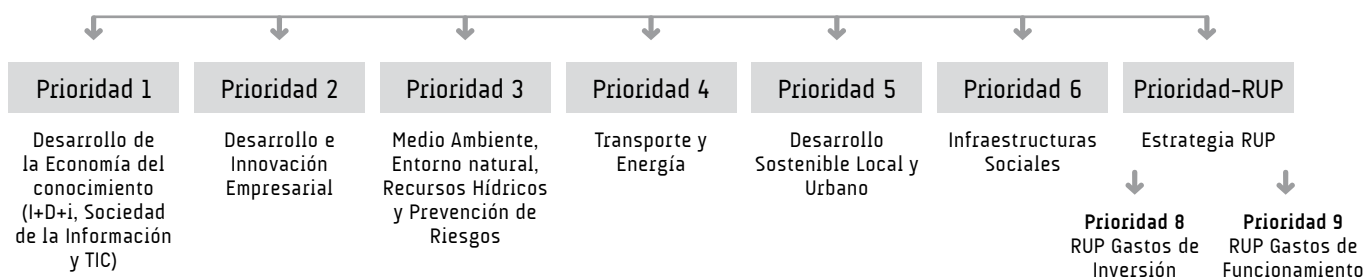 Prioridad 1
Desarrollo de
la Economía del
conocimiento
(I+D+i, Sociedad
de la Información
y TIC)
Prioridad 2
Desarrollo e
Innovación
Empresarial
Prioridad 3
Medio Ambiente,
Entorno natural,
Recursos Hídricos
y Prevención de
Riesgos
Prioridad 4
Transporte y
Energía
Prioridad 5
Desarrollo
Sostenible Local y
Urbano
Prioridad 6
Infraestructuras
Sociales
Prioridad-RUP
Estrategia RUP
Prioridad 8
RUP Gastos de
Inversión
Prioridad 9
RUP Gastos de
Funcionamiento